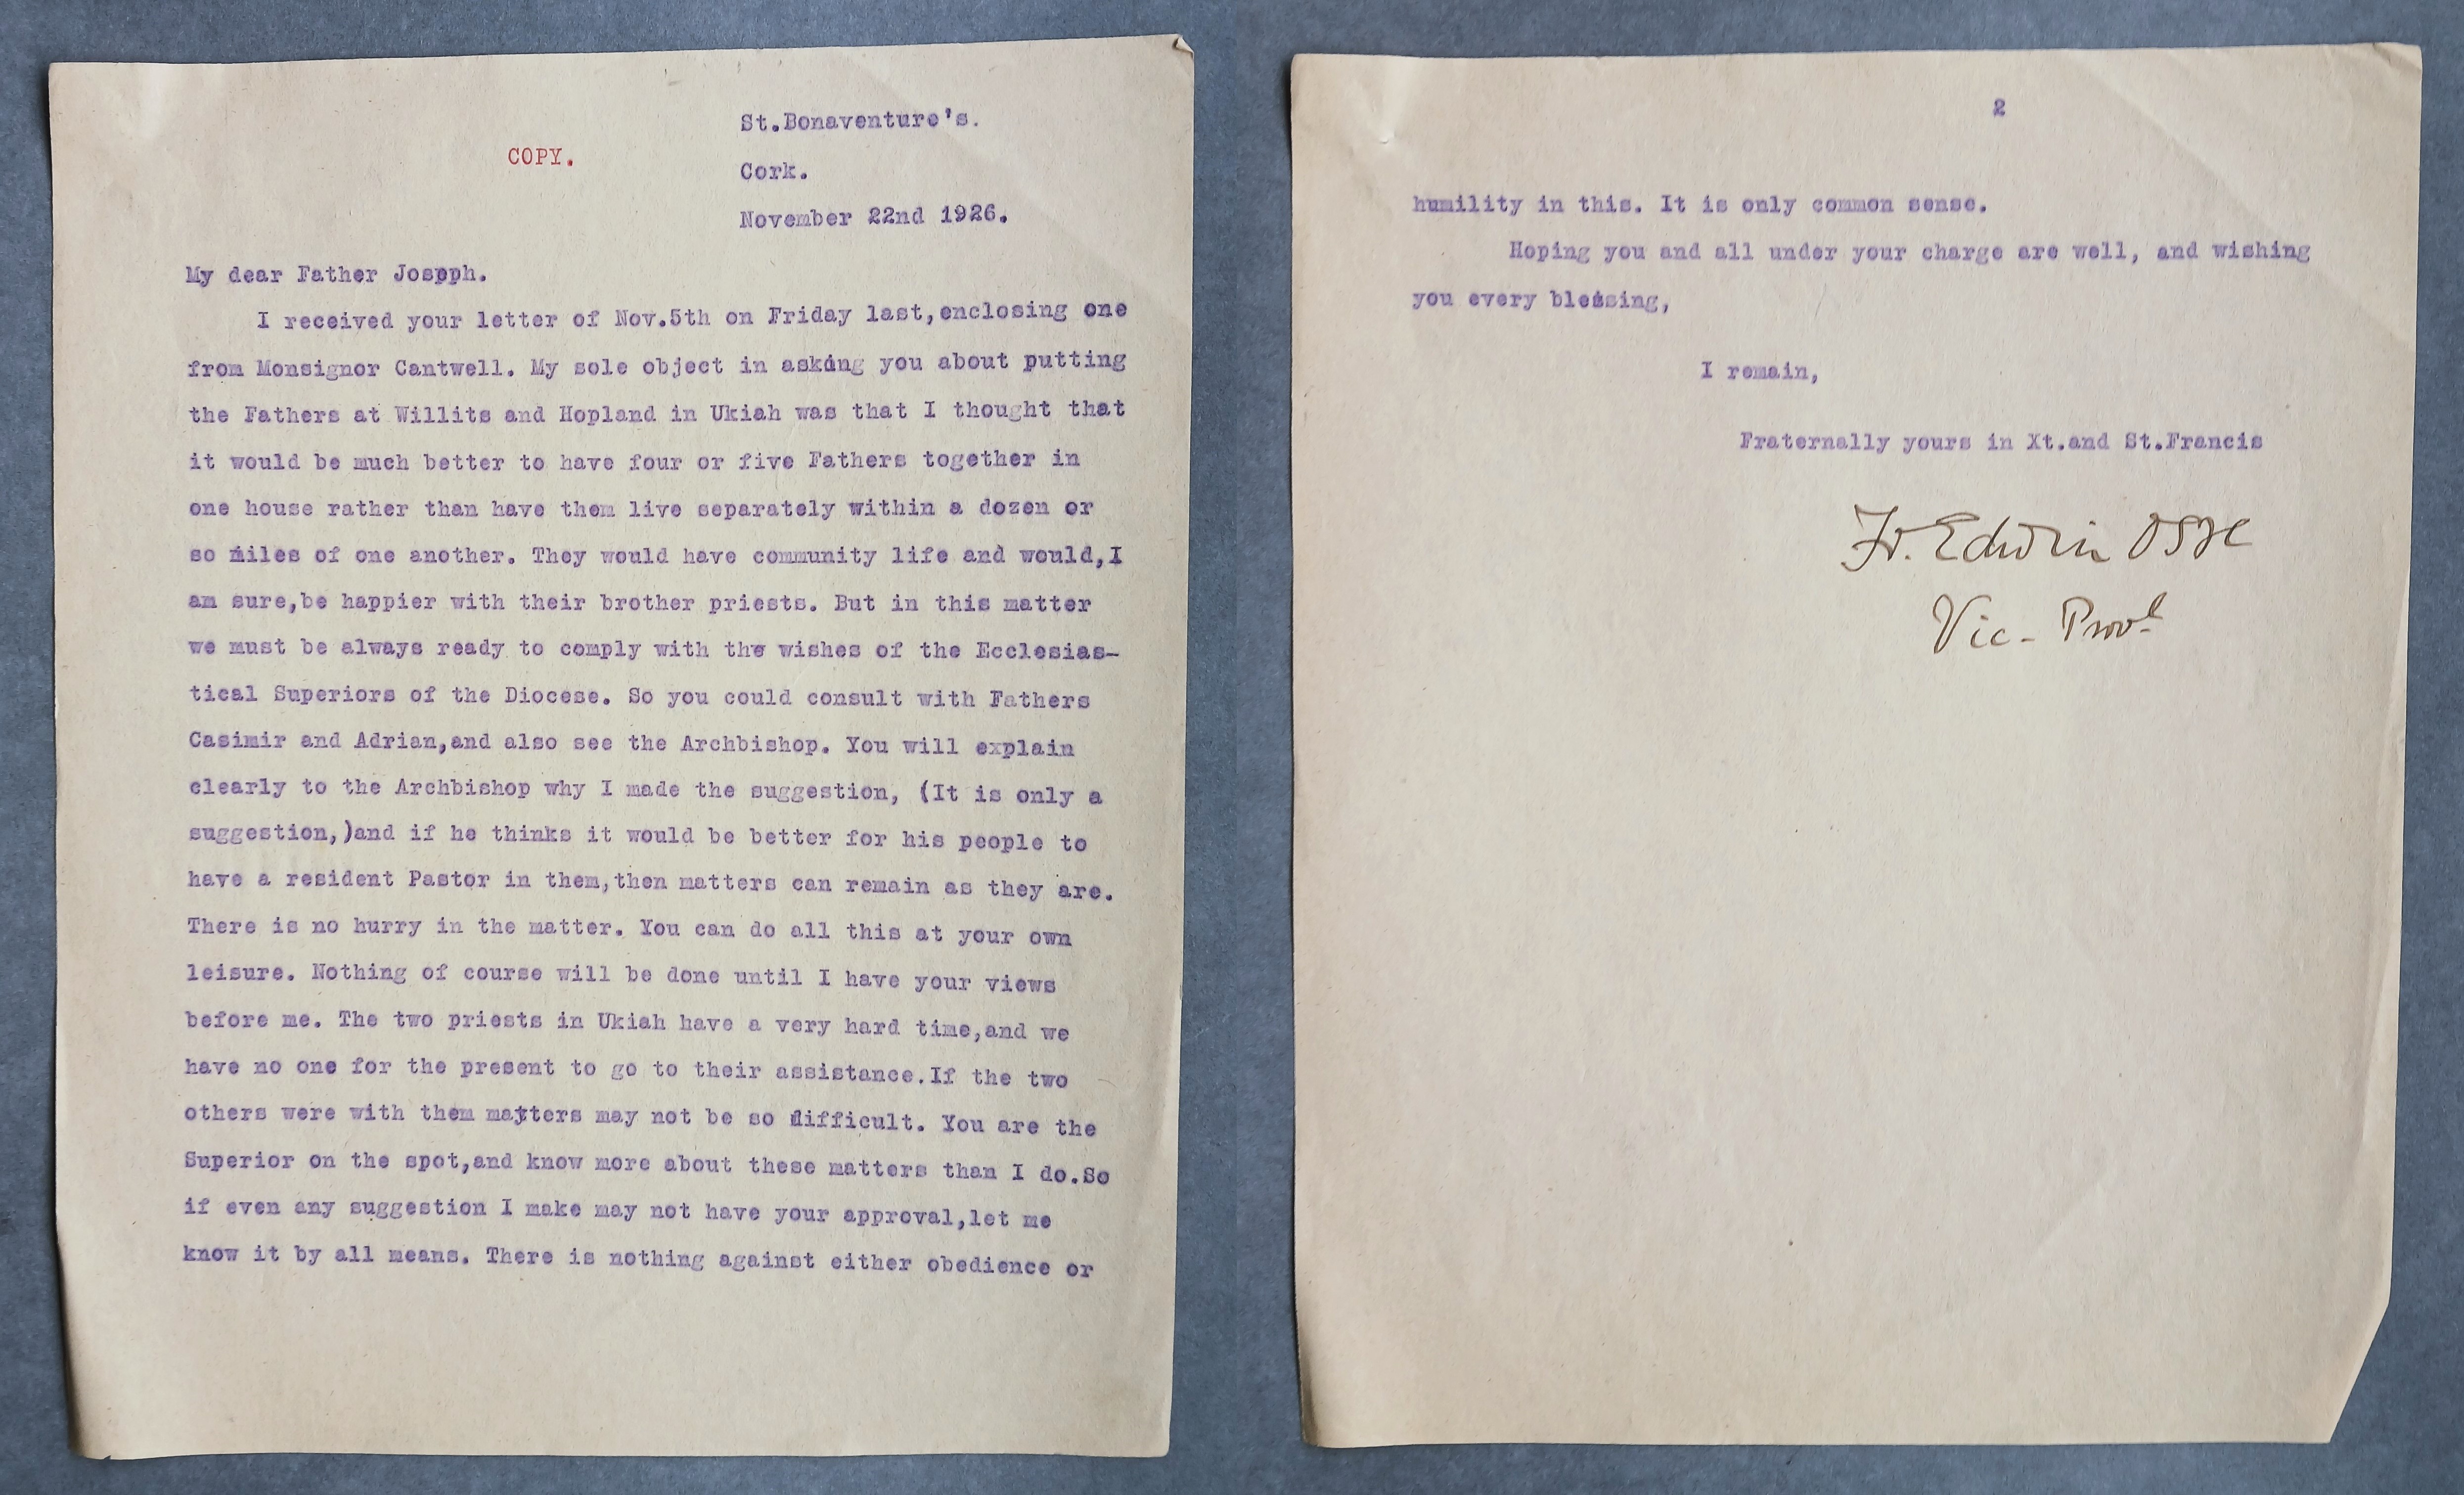 St.Bonaventure's.
COPY.
Cork.
November 22nd 1926.
My dear Father Joseph.
I received your letter of Nov.5th on Friday last,enclosing one
from Monsignor Cantwell. My sole object in asking you about putting
the Fathers at Willits and Hopland in Ukiah was that I thought that
it would be much better to have four or five Fathers together in
one house rather than have them live separately within a dozen or
so miles of one another. They would have community life and would,I
am sure,be happier with their brother priests. But in this matter
we must be always ready to comply with the wishes of the Ecclesias-
tical Superiors of the Diocese. So you could consult with Fathers
Casimir and Adrian,and also see the Archbishop. You will explain
clearly to the Archbishop why I made the suggestion, (It is only a
suggestion,)and if he thinks it would be better for his people to
have a resident Pastor in them,then matters can remain as they are.
There is no hurry in the matter. You can do all this at your own
leisure. Nothing of course will be done until I have your views
before me. The two priests in Ukiah have a very hard time,and we
have no one for the present to go to their assistance.If the two
others were with them matters may not be so difficult. You are the
Superior on the spot,and know more about these matters than I do.So
if even any suggestion I make may not have your approval,let me
know it by all means. There is nothing against either obedience or
2
humility in this. It is only common sense.
Hoping you and all under your charge are well, and wishing
you every blessing,
I remain,
Fraternally yours in Xt.and St.Francis
Fr. Edwin OSFC
Vic- Provl